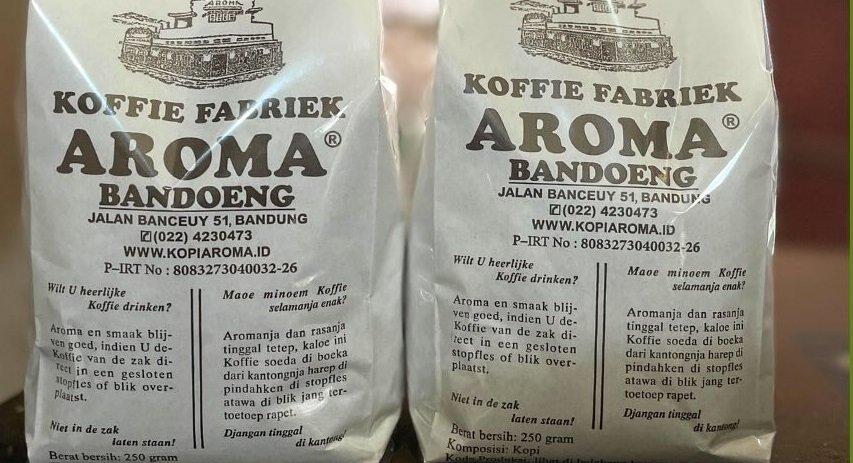 AROMA
KOFFIE FABRIEK
AROMA®
BANDOENG
JALAN BANCEUY 51, BANDUNG
✆(022) 4230473
WWW.KOPIAROMA.ID
P–IRT No : 8083273040032-26
Wilt U heerlijke
Koffie drinken?
Aroma en smaak blij-
ven goed, indien U de-
Koffie van de zak di-
rect in een gesloten
stopfles of blik over-
plaatst.
Niet in de zak
laten staan!
Maoe minoem Koffie
selamanja enak?
Aromanja dan rasanja
tinggal tetep, kaloe ini
Koffie soeda di boeka
dari kantongnja harep di
pindahken di stopfles
atawa di blik jang ter-
toetoep rapet.
Djangan tinggal
di kantong!
Berat bersih: 250 gram
KOFFIE FABRIEK
AROMA®
BANDOENG
JALAN BANCEUY 51, BANDUNG
✆(022) 4230473
WWW.KOPIAROMA.ID
P–IRT No : 8083273040032-26
Wilt U heerlijke
Koffie drinken?
Aroma en smaak blij-
ven goed, indien U de-
Koffie van de zak di-
rect in een gesloten
stopfles of blik over-
plaatst.
Niet in de zak
laten staan!
Maoe minoem Koffie
selamanja enak?
Aromanja dan rasanja
tinggal tetep, kaloe ini
Koffie soeda di boeka
dari kantongnja harep di
pindahken di stopfles
atawa di blik jang ter-
toetoep rapet.
Djangan tinggal
di kantong!
Berat bersih: 250 gram
Komposisi: Kopi